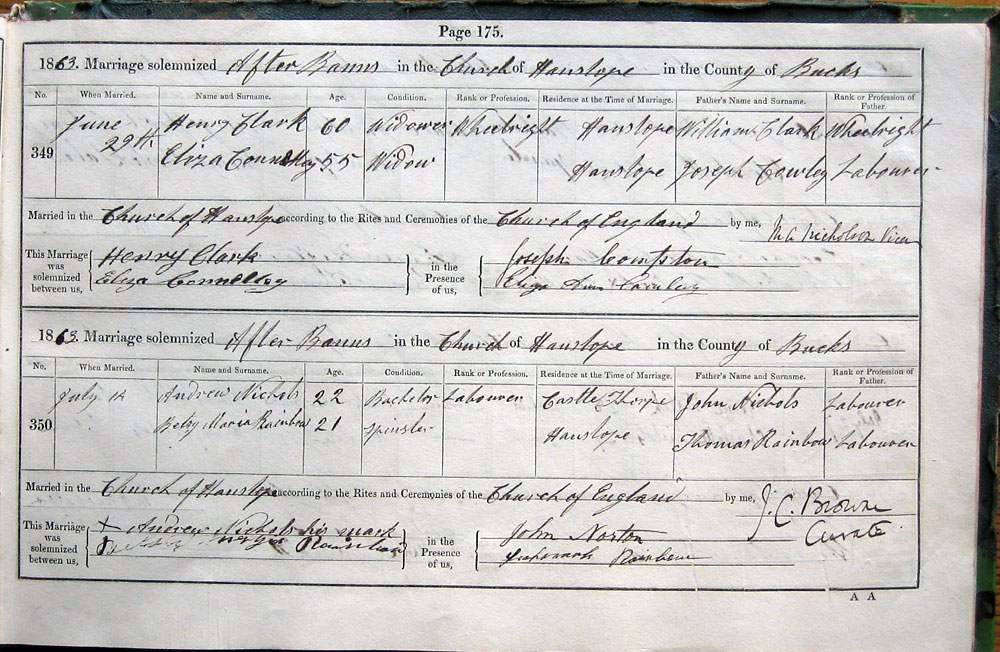 Page 175.
1863. Marriage solemnized After Banns in the Church of Hanslope in the County of Bucks
No. When Married. Name and Surname. Age. Condition. Rank or Profession. Residence at the Time of Marriage. Father's Name and Surname. Rank or Profession of Father.
June 29th Henry Clark 60 Widower Wheelright Hanslope William Clark Wheelright
349 Eliza Connelley 55 Widow Hanslope Joseph Cowley Labourer
Married in the Church of Hanslope according to the Rites and Ceremonies of the Church of England by me, Nicholson Vicar
This Marriage was solemnized between us, Henry Clark in the Presence of us, Joseph Compton
Eliza Connelley Eliza Ann
1863. Marriage solemnized After Banns in the Church of Hanslope in the County of Bucks
No. When Married. Name and Surname. Age. Condition. Rank or Profession. Residence at the Time of Marriage. Father's Name and Surname. Rank or Profession of Father.
July Andrew Nichols 22 Bachelor Labourer Castle Thorpe John Nichols Labourer
350 Betsy Maria Rainbow 21 Spinster Hanslope Thomas Rainbow Labourer
Married in the Church of Hanslope according to the Rites and Ceremonies of the Church of England by me, J. C. Browne Curate
This Marriage was solemnized between us, X Andrew Nichols his mark in the Presence of us, John Norton
Rainbow Rainbow
A A